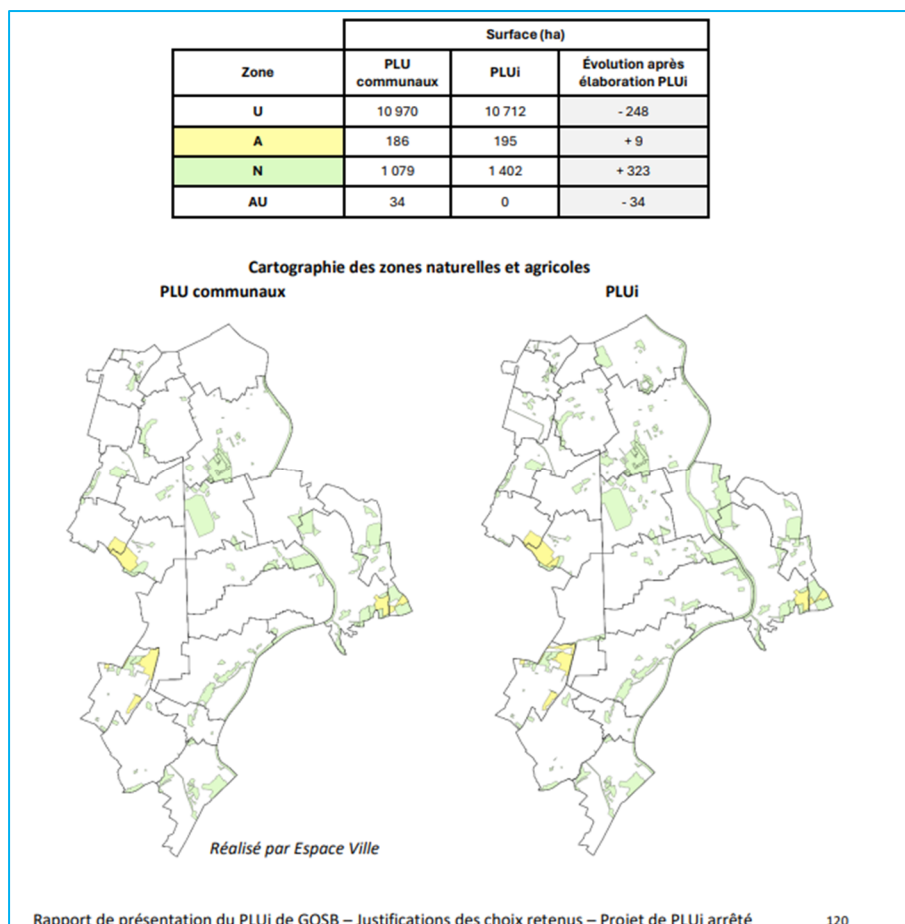 Surface (ha)
Zone
PLU communaux
PLUi
Évolution après élaboration PLUi
U 10 970 10 712 - 248
A 186 195 + 9
N 1 079 1 402 + 323
AU 34 0 - 34
Cartographie des zones naturelles et agricoles
PLU communaux PLUi
Réalisé par Espace Ville
Rapport de présentation du PLUi de GOSB – Justifications des choix retenus – Projet de PLUi arrêté 120